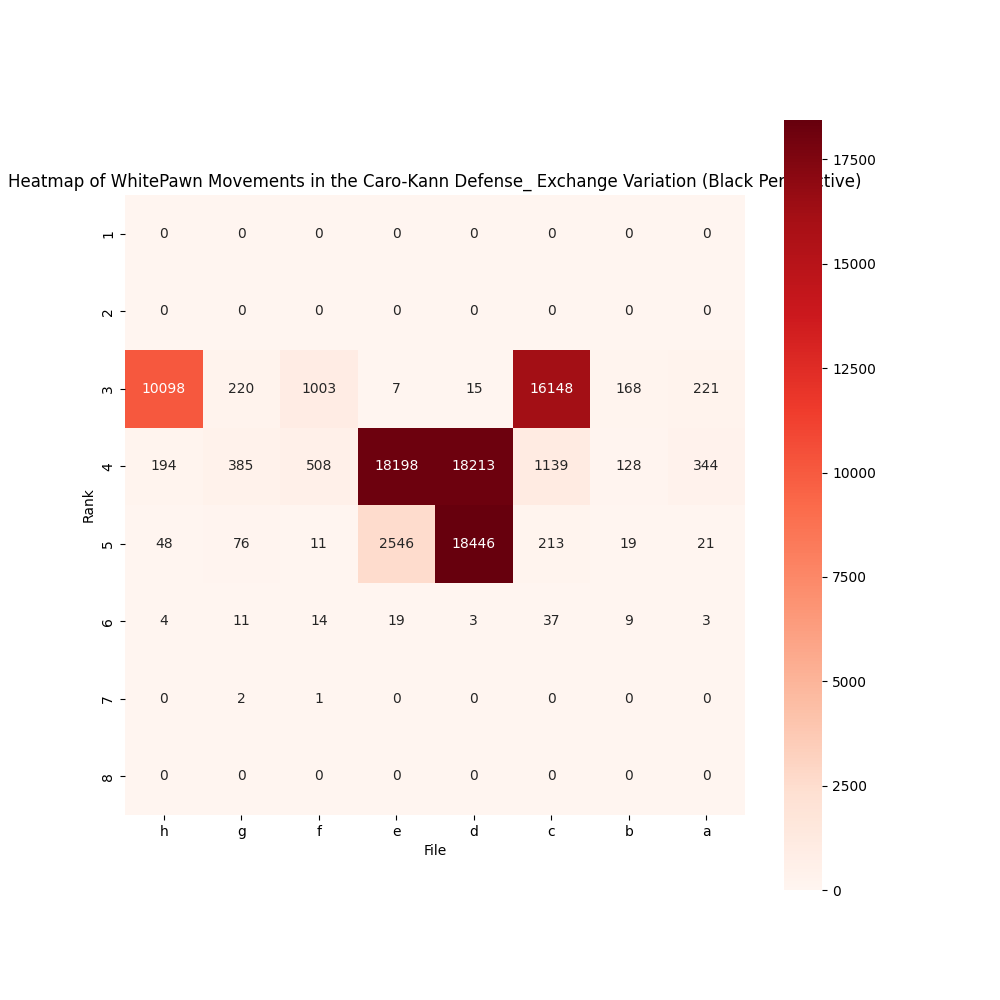 Heatmap of WhitePawn Movements in the Caro-Kann Defense_ Exchange Variation (Black Per ctive)
17500
15000
12500
10000
7500
5000
2500
0
Rank
1 0 0 0 0 0 0 0 0
2 0 0 0 0 0 0 0 0
3 10098 220 1003 7 15 16148 168 221
4 194 385 508 18198 18213 1139 128 344
5 48 76 11 2546 18446 213 19 21
6 4 11 14 19 3 37 9 3
7 0 2 1 0 0 0 0 0
8 0 0 0 0 0 0 0 0
h g f e d c b a
File